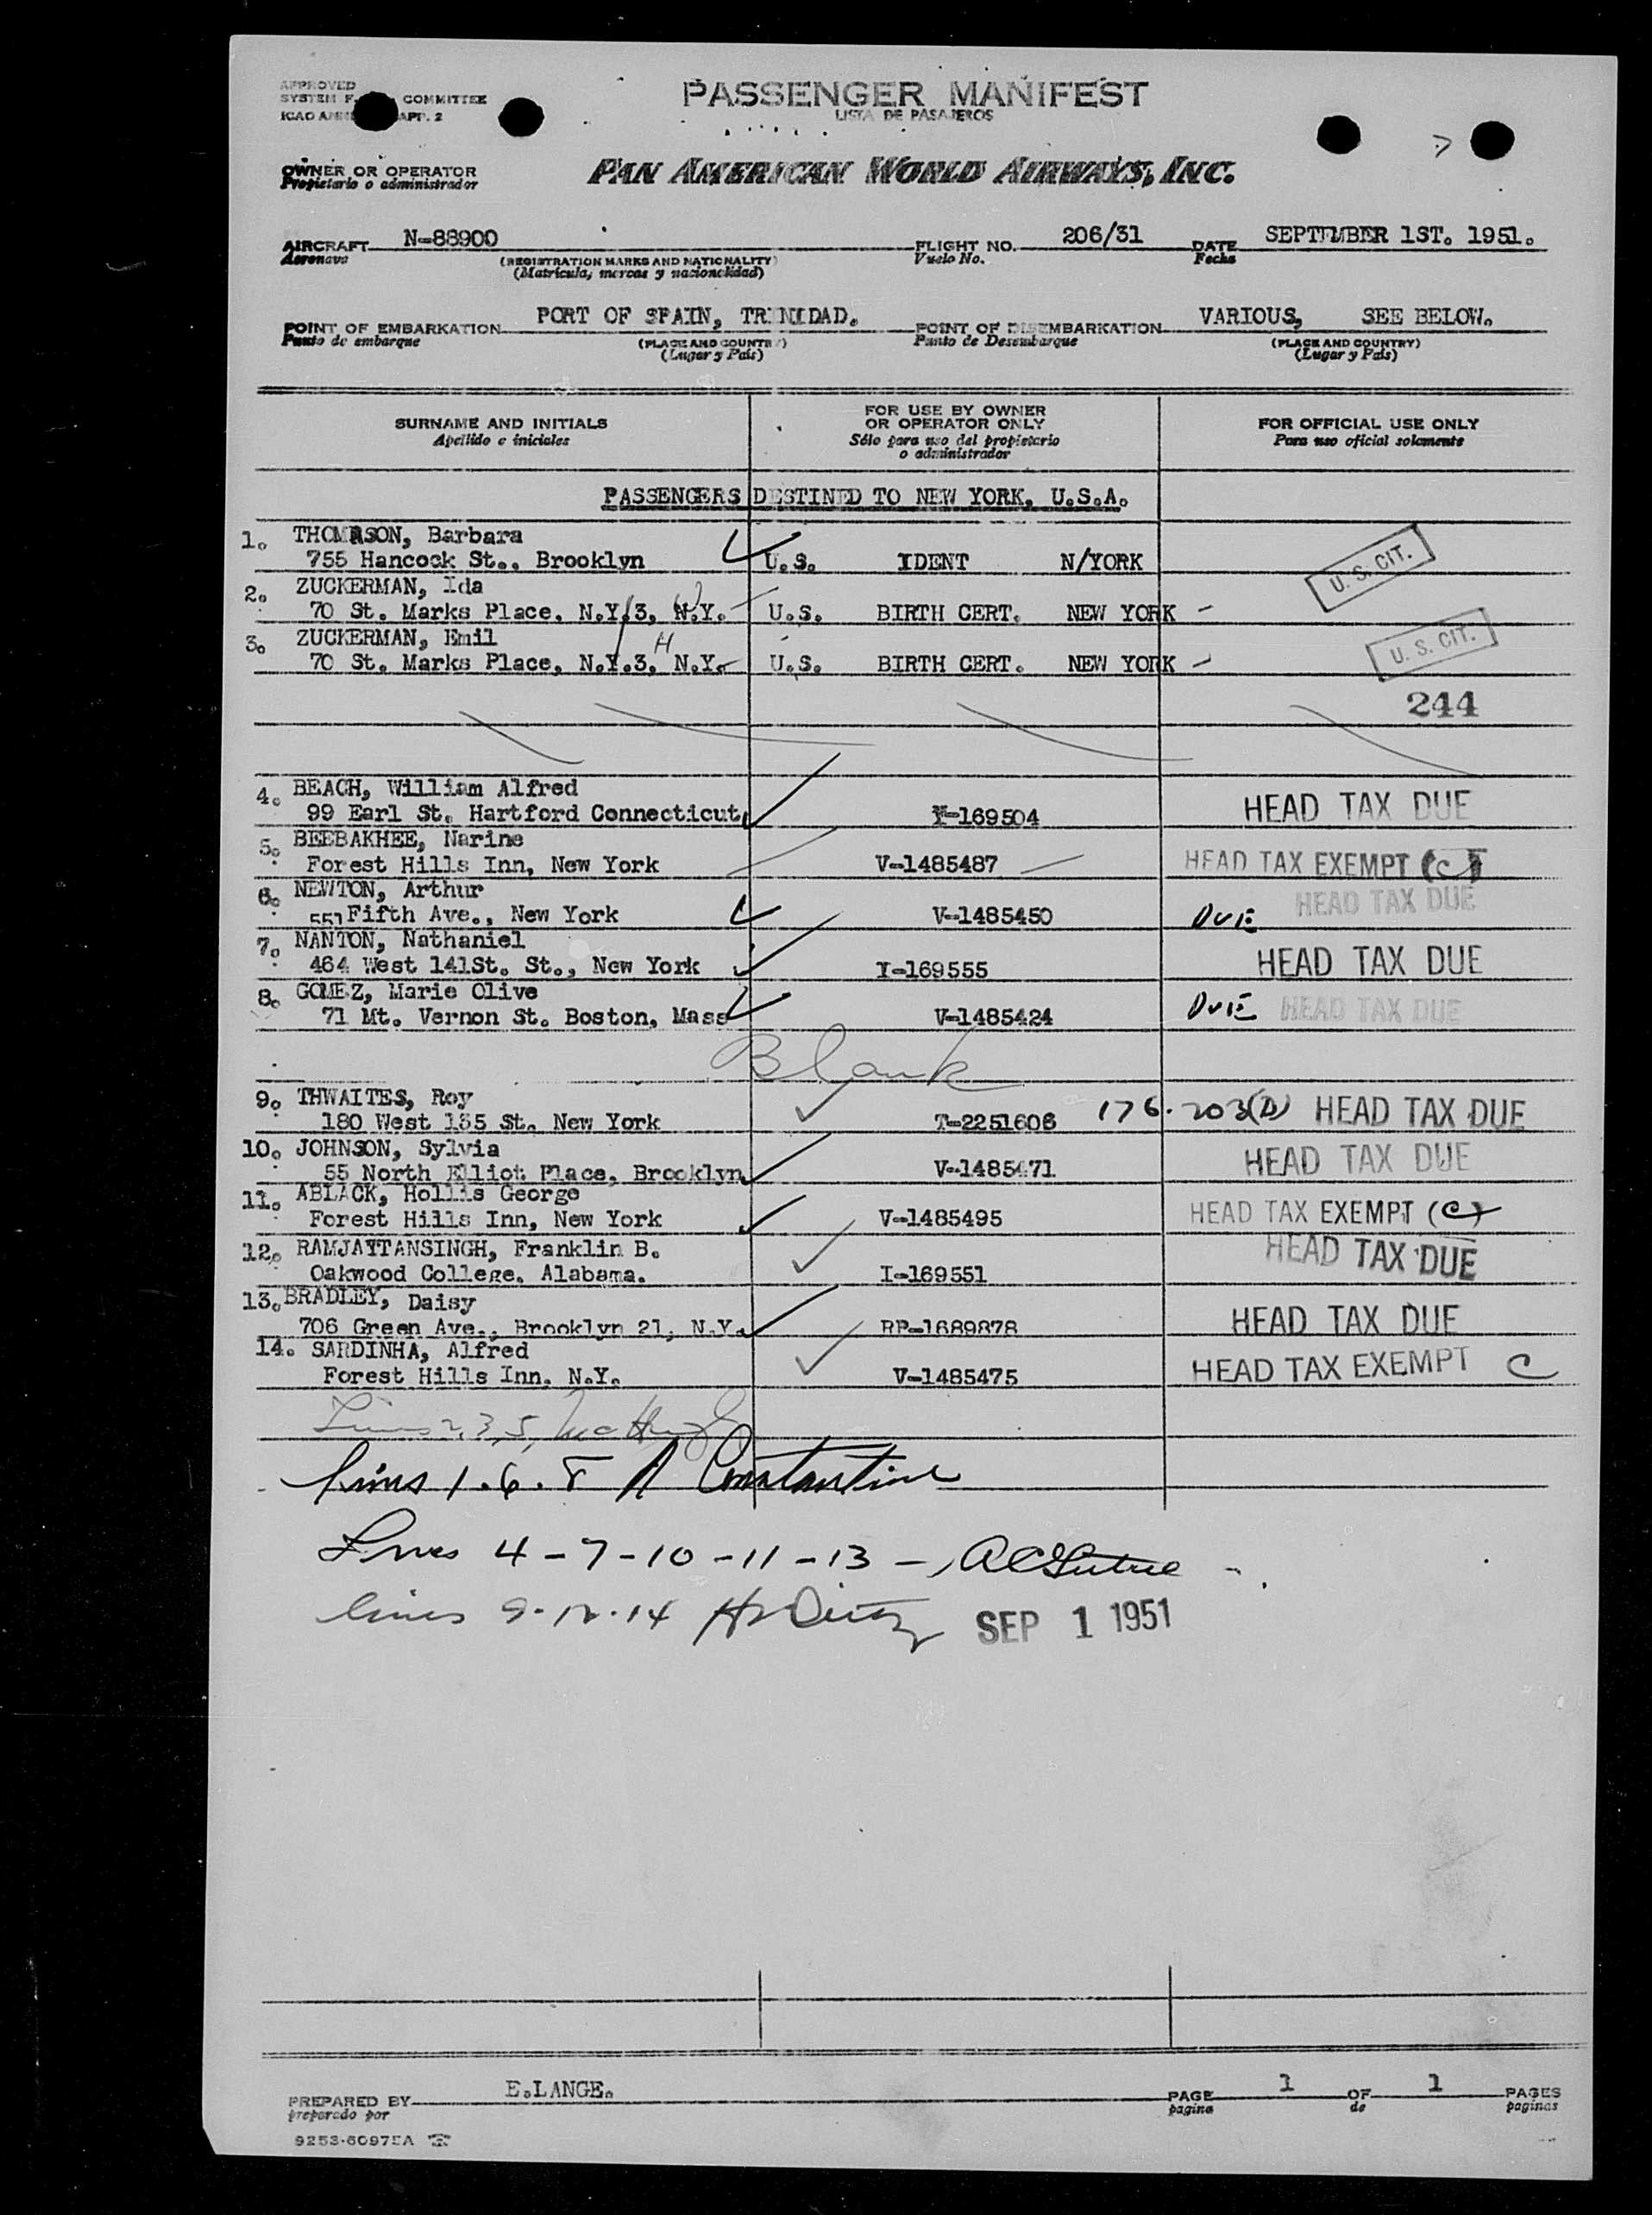 APPROVED
SYSTEM F COMMITTEE
ICAO APP. 2
PASSENGER MANIFEST
LISTA DE PASAJEROS
OWNER OR OPERATOR
Propietario o administrador
PAN AMERICAN WORLD AIRWAYS, INC.
AIRCRAFT N-88900 FLIGHT NO. 206/31 DATE SEPTEMBER 1ST. 1951.
Aeronave (REGISTRATION MARKS AND NATIONALITY) Vuelo No. Fecha
(Matricula, marcas y nacionalidad)
POINT OF EMBARKATION PORT OF SPAIN, TRINIDAD. POINT OF DISEMBARKATION VARIOUS, SEE BELOW.
Punto de embarque (PLACE AND COUNTRY) Punto de Desembarque (PLACE AND COUNTRY)
(Lugar y País) (Lugar y País)
SURNAME AND INITIALS FOR USE BY OWNER OR OPERATOR ONLY FOR OFFICIAL USE ONLY
Apellido e iniciales Sólo para uso del propietario o administrador Para uso oficial solamente
PASSENGERS DESTINED TO NEW YORK, U.S.A.
1. THOMASON, Barbara
755 Hancock St., Brooklyn U.S. IDENT N/YORK U.S. CIT.
2. ZUCKERMAN, Ida
70 St. Marks Place, N.Y.3, N.Y. U.S. BIRTH CERT. NEW YORK
3. ZUCKERMAN, Emil H
70 St. Marks Place, N.Y.3, N.Y. U.S. BIRTH CERT. NEW YORK U.S. CIT.
244
4. BEACH, William Alfred
99 Earl St. Hartford Connecticut, -169504 HEAD TAX DUE
5. BEEBAKHEE, Narine
Forest Hills Inn, New York V-1485487 HEAD TAX EXEMPT (C)
6. NEWTON, Arthur
551 Fifth Ave., New York V-1485450 DUE HEAD TAX DUE
7. NANTON, Nathaniel
464 West 141St. St., New York I-169555 HEAD TAX DUE
8. GOMEZ, Marie Olive
71 Mt. Vernon St. Boston, Mass V-1485424 DUE HEAD TAX DUE
Blank
9. THWAITES, Roy
180 West 135 St. New York T-2251606 176.203(D) HEAD TAX DUE
10. JOHNSON, Sylvia
55 North Elliot Place, Brooklyn V-1485471 HEAD TAX DUE
11. ABLACK, Hollis George
Forest Hills Inn, New York V-1485495 HEAD TAX EXEMPT (C)
12. RAMJATTANSINGH, Franklin B.
Oakwood College, Alabama. I-169551 HEAD TAX DUE
13. BRADLEY, Daisy
706 Green Ave., Brooklyn 21, N.Y. RP-1689878 HEAD TAX DUE
14. SARDINHA, Alfred
Forest Hills Inn, N.Y. V-1485475 HEAD TAX EXEMPT C
Lines 2, 3, 5,
Lines 1.6.8 A Constantine
Lines 4-7-10-11-13 -
lines 9-12-14
SEP 1 1951
PREPARED BY E.LANGE. PAGE 1 OF 1 PAGES
preparado por pagina de paginas
9253-6097EA